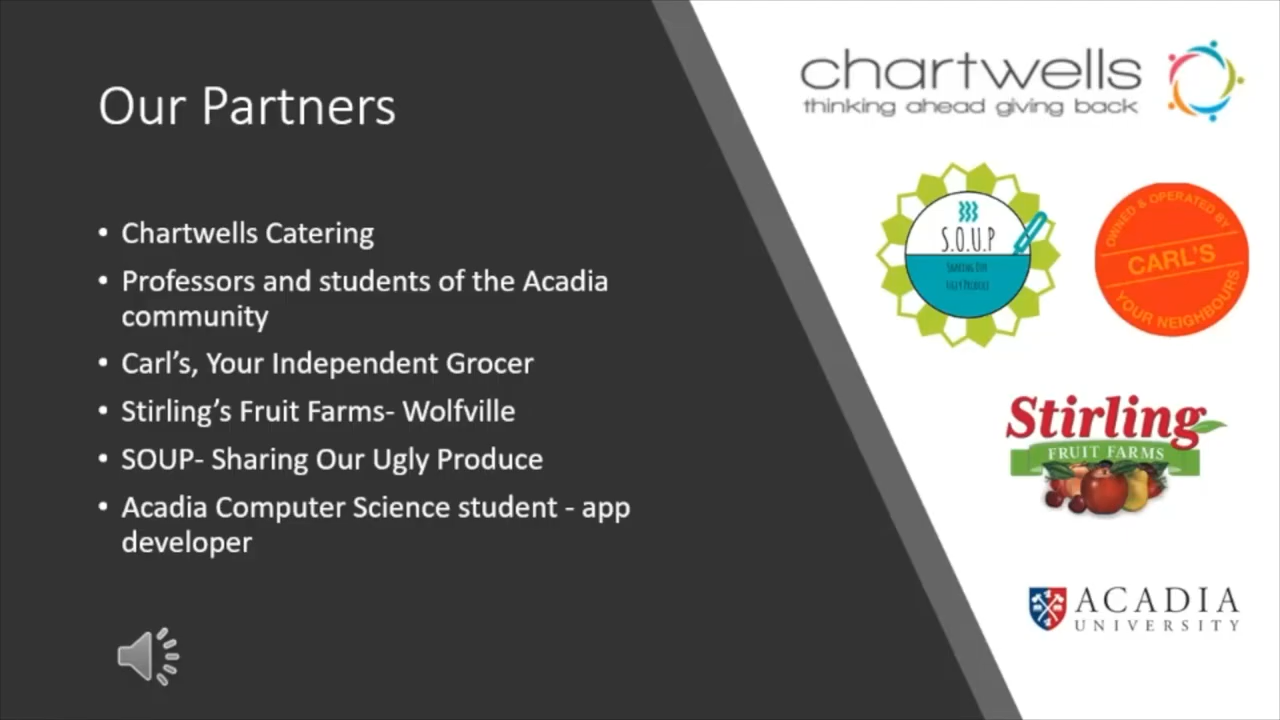 Our Partners
• Chartwells Catering
• Professors and students of the Acadia
community
• Carl’s, Your Independent Grocer
• Stirling’s Fruit Farms- Wolfville
• SOUP- Sharing Our Ugly Produce
• Acadia Computer Science student - app
developer
chartwells
thinking ahead giving back
S.O.U.P
SHARING OUR
UGLY PRODUCE
OWNED & OPERATED BY
CARL'S
YOUR NEIGHBOURS
Stirling
FRUIT FARMS
ACADIA
UNIVERSITY